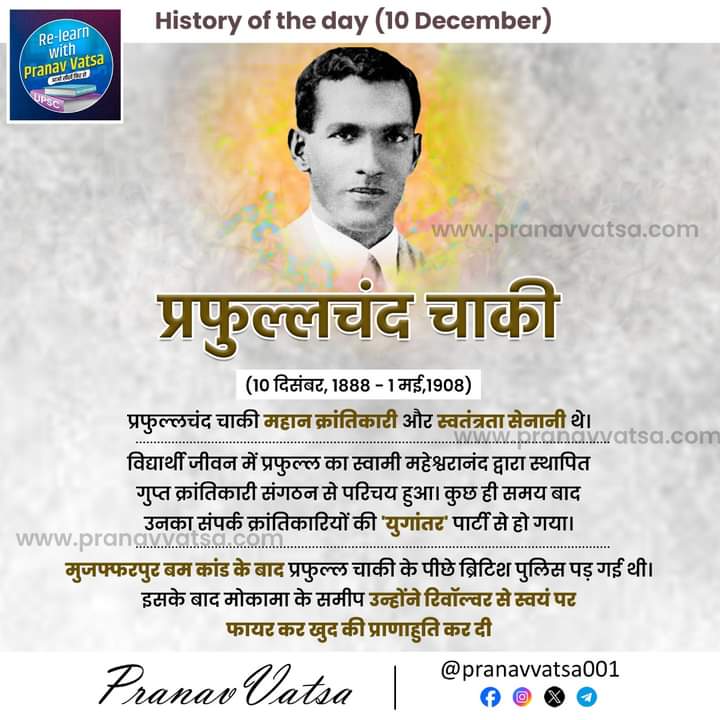 History of the day (10 December)
Re-learn
with
Pranav Vatsa
आओ सीखें फिर से
UPSC
www.pranavvatsa.com
प्रफुल्लचंद चाकी
(10 दिसंबर, 1888 - 1 मई,1908)
प्रफुल्लचंद चाकी महान क्रांतिकारी और स्वतंत्रता सेनानी थे।
www.pranavvatsa.com
विद्यार्थी जीवन में प्रफुल्ल का स्वामी महेश्वरानंद द्वारा स्थापित
गुप्त क्रांतिकारी संगठन से परिचय हुआ। कुछ ही समय बाद
उनका संपर्क क्रांतिकारियों की 'युगांतर' पार्टी से हो गया।
www.pranavvatsa.com
मुजफ्फरपुर बम कांड के बाद प्रफुल्ल चाकी के पीछे ब्रिटिश पुलिस पड़ गई थी।
इसके बाद मोकामा के समीप उन्होंने रिवॉल्वर से स्वयं पर
फायर कर खुद की प्राणाहुति कर दी
Pranav Vatsa
@pranavvatsa001